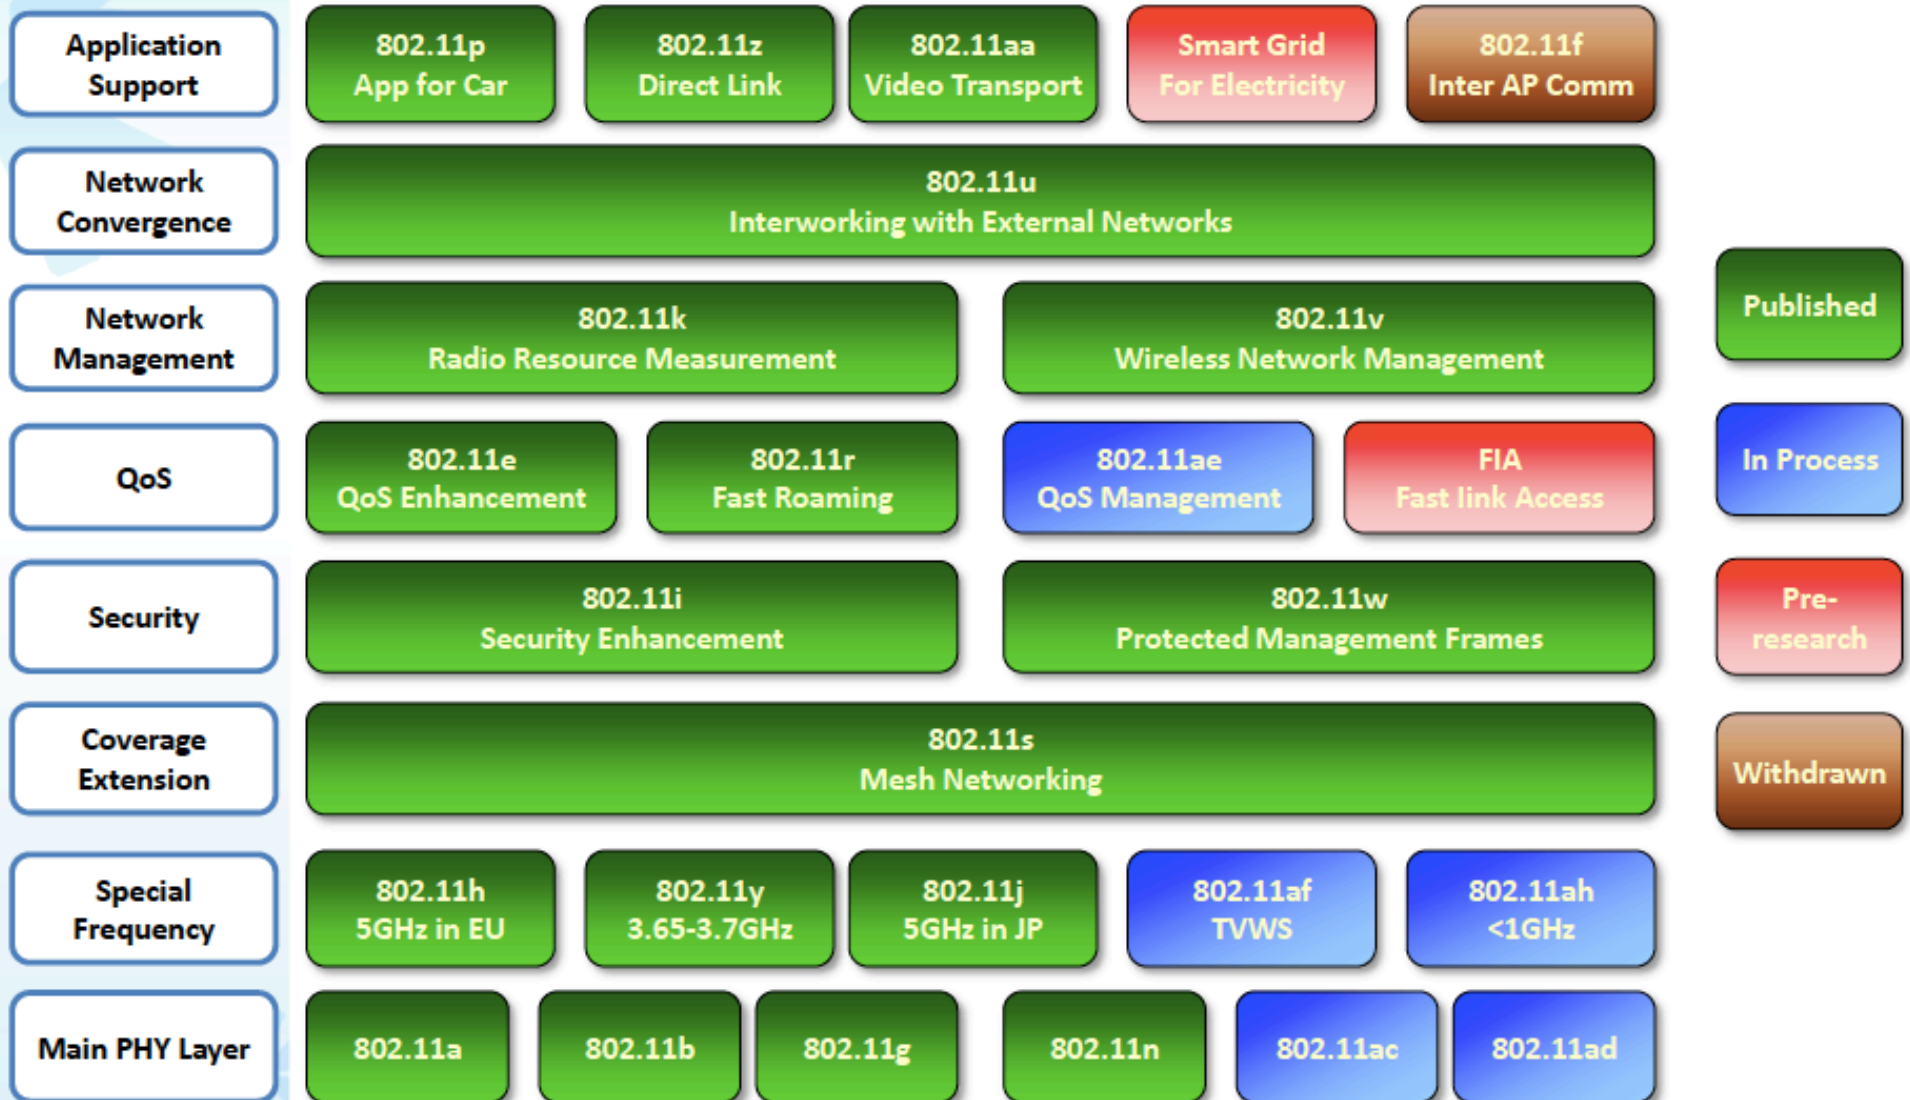 Application
Support
802.11p
App for Car
802.11z
Direct Link
802.11aa
Video Transport
Smart Grid
For Electricity
802.11f
Inter AP Comm
Network
Convergence
802.11u
Interworking with External Networks
Network
Management
802.11k
Radio Resource Measurement
802.11v
Wireless Network Management
QoS
802.11e
QoS Enhancement
802.11r
Fast Roaming
802.11ae
QoS Management
FIA
Fast link Access
Security
802.11i
Security Enhancement
802.11w
Protected Management Frames
Coverage
Extension
802.11s
Mesh Networking
Special
Frequency
802.11h
5GHz in EU
802.11y
3.65-3.7GHz
802.11j
5GHz in JP
802.11af
TVWS
802.11ah
<1GHz
Main PHY Layer
802.11a
802.11b
802.11g
802.11n
802.11ac
802.11ad
Published
In Process
Pre-
research
Withdrawn